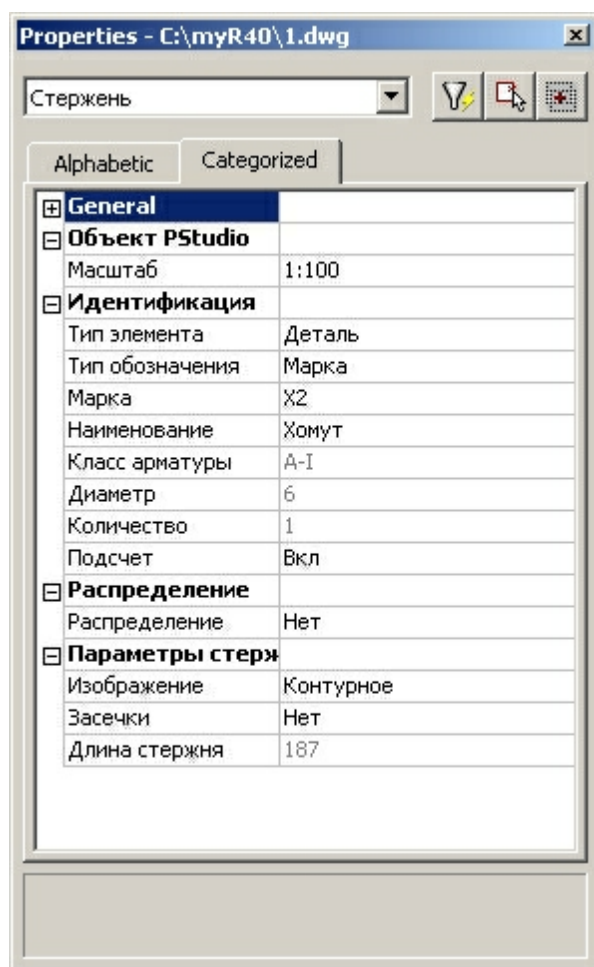 Properties - C:\myR40\1.dwg
Стержень
Alphabetic Categorized
General
Объект PStudio
Масштаб 1:100
Идентификация
Тип элемента Деталь
Тип обозначения Марка
Марка Х2
Наименование Хомут
Класс арматуры А-I
Диаметр 6
Количество 1
Подсчет Вкл
Распределение
Распределение Нет
Параметры стерж
Изображение Контурное
Засечки Нет
Длина стержня 187